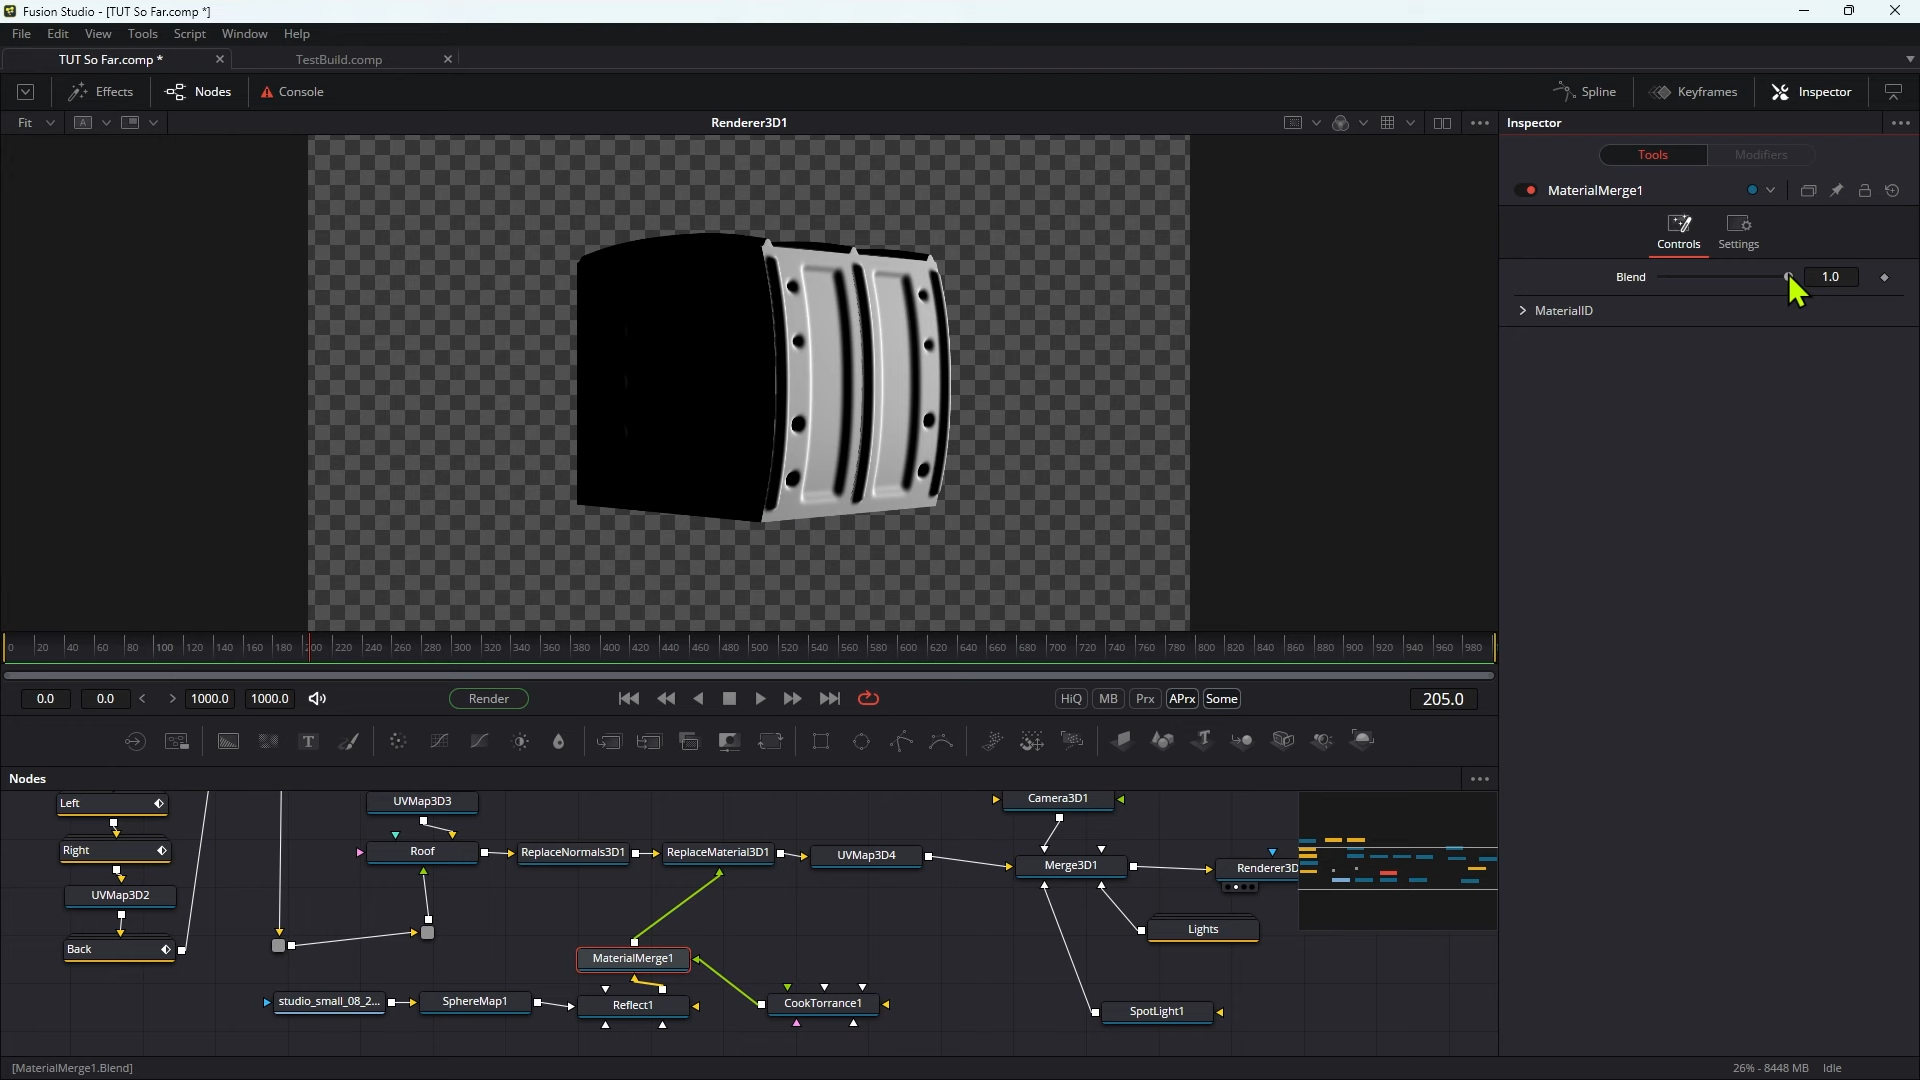 Fusion Studio - [TUT So Far.comp *]
File Edit View Tools Script Window Help
TUT So Far.comp * TestBuild.comp
Effects Nodes Console Spline Keyframes Inspector
Fit A Renderer3D1 Inspector
Tools Modifiers
MaterialMerge1
Controls Settings
Blend 1.0
MaterialID
0 20 40 60 80 100 120 140 160 180 200 220 240 260 280 300 320 340 360 380 400 420 440 460 480 500 520 540 560 580 600 620 640 660 680 700 720 740 760 780 800 820 840 860 880 900 920 940 960 980
0.0 0.0 < > 1000.0 1000.0 Render HiQ MB Prx APrx Some 205.0
Nodes
Left UVMap3D3 Camera3D1
Right Roof ReplaceNormals3D1 ReplaceMaterial3D1 UVMap3D4 Merge3D1 Renderer3D
UVMap3D2
Back MaterialMerge1 Lights
studio_small_08_2... SphereMap1 Reflect1 CookTorrance1 SpotLight1
[MaterialMerge1.Blend] 26% - 8448 MB Idle